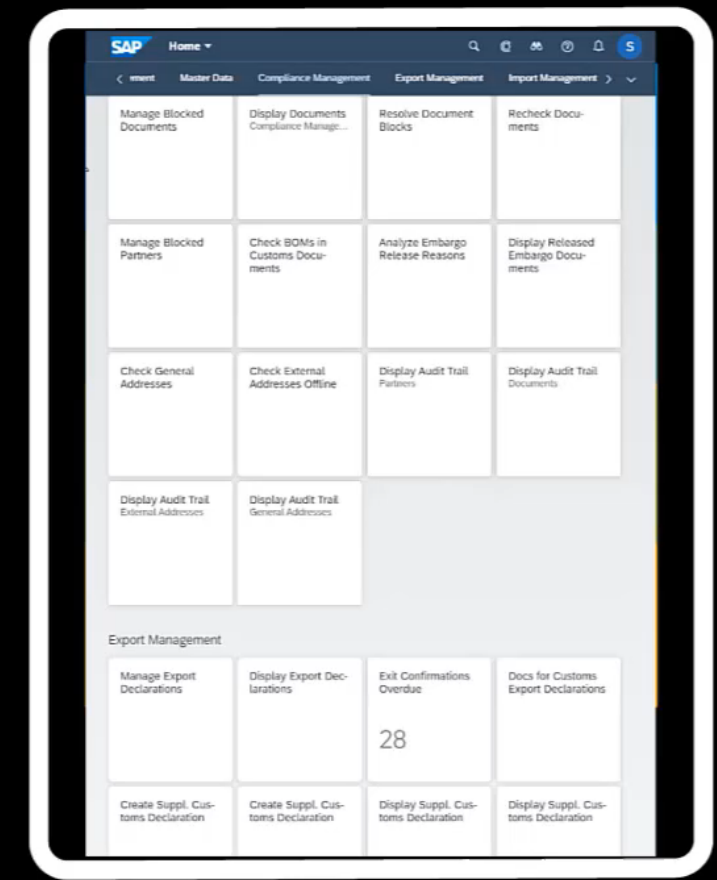 SAP Home
ment Master Data Compliance Management Export Management Import Management
Manage Blocked
Documents
Display Documents
Compliance Manage...
Resolve Document
Blocks
Recheck Docu-
ments
Manage Blocked
Partners
Check BOMs in
Customs Docu-
ments
Analyze Embargo
Release Reasons
Display Released
Embargo Docu-
ments
Check General
Addresses
Check External
Addresses Offline
Display Audit Trail
Partners
Display Audit Trail
Documents
Display Audit Trail
External Addresses
Display Audit Trail
General Addresses
Export Management
Manage Export
Declarations
Display Export Dec-
larations
Exit Confirmations
Overdue
28
Docs for Customs
Export Declarations
Create Suppl. Cus-
toms Declaration
Create Suppl. Cus-
toms Declaration
Display Suppl. Cus-
toms Declaration
Display Suppl. Cus-
toms Declaration
S